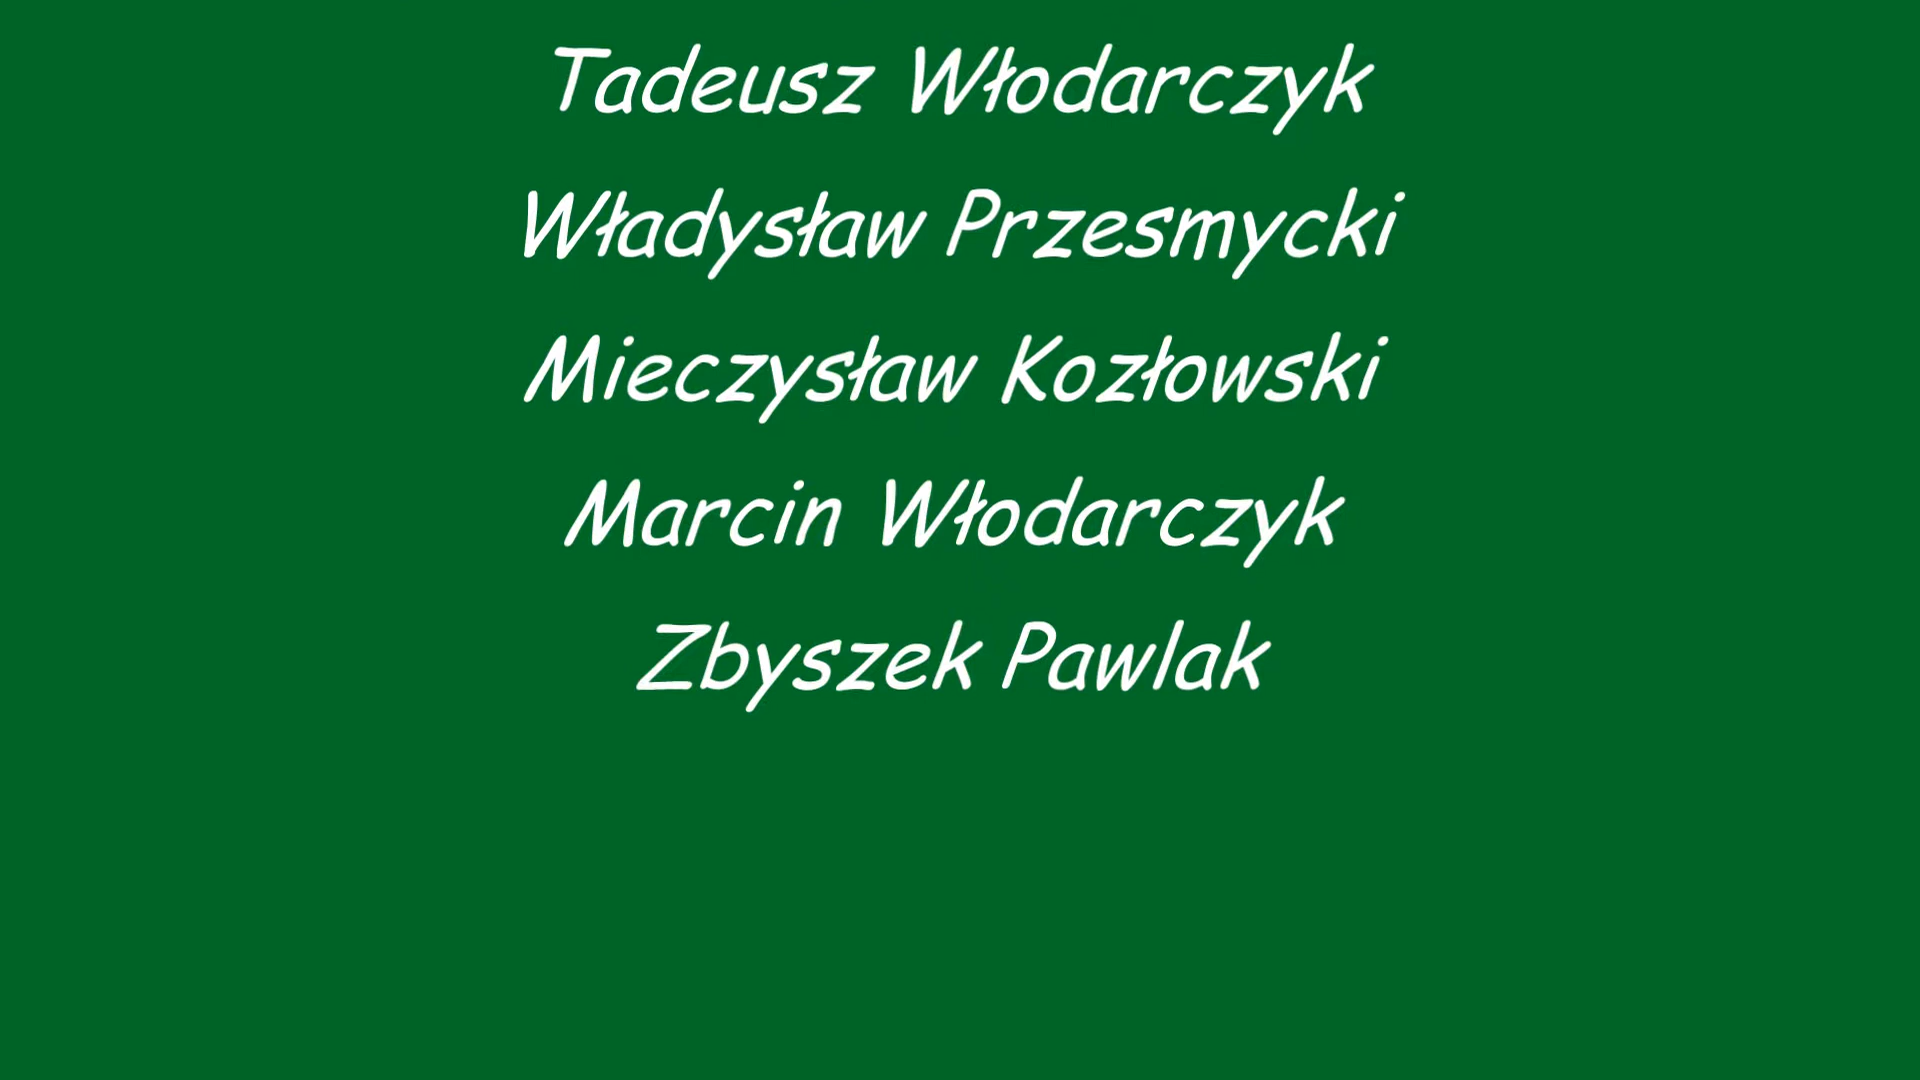 Tadeusz Włodarczyk
Władysław Przesmycki
Mieczysław Kozłowski
Marcin Włodarczyk
Zbyszek Pawlak